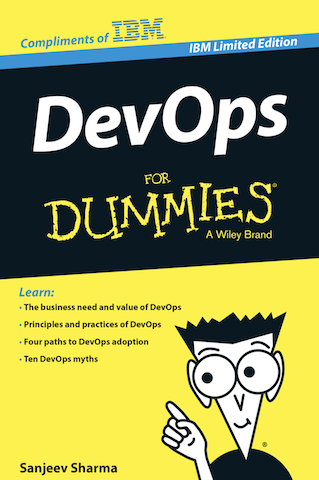 Compliments of IBM®
IBM Limited Edition
DevOps
FOR
DUMMIES®
A Wiley Brand
Learn:
• The business need and value of DevOps
• Principles and practices of DevOps
• Four paths to DevOps adoption
• Ten DevOps myths
®
Sanjeev Sharma